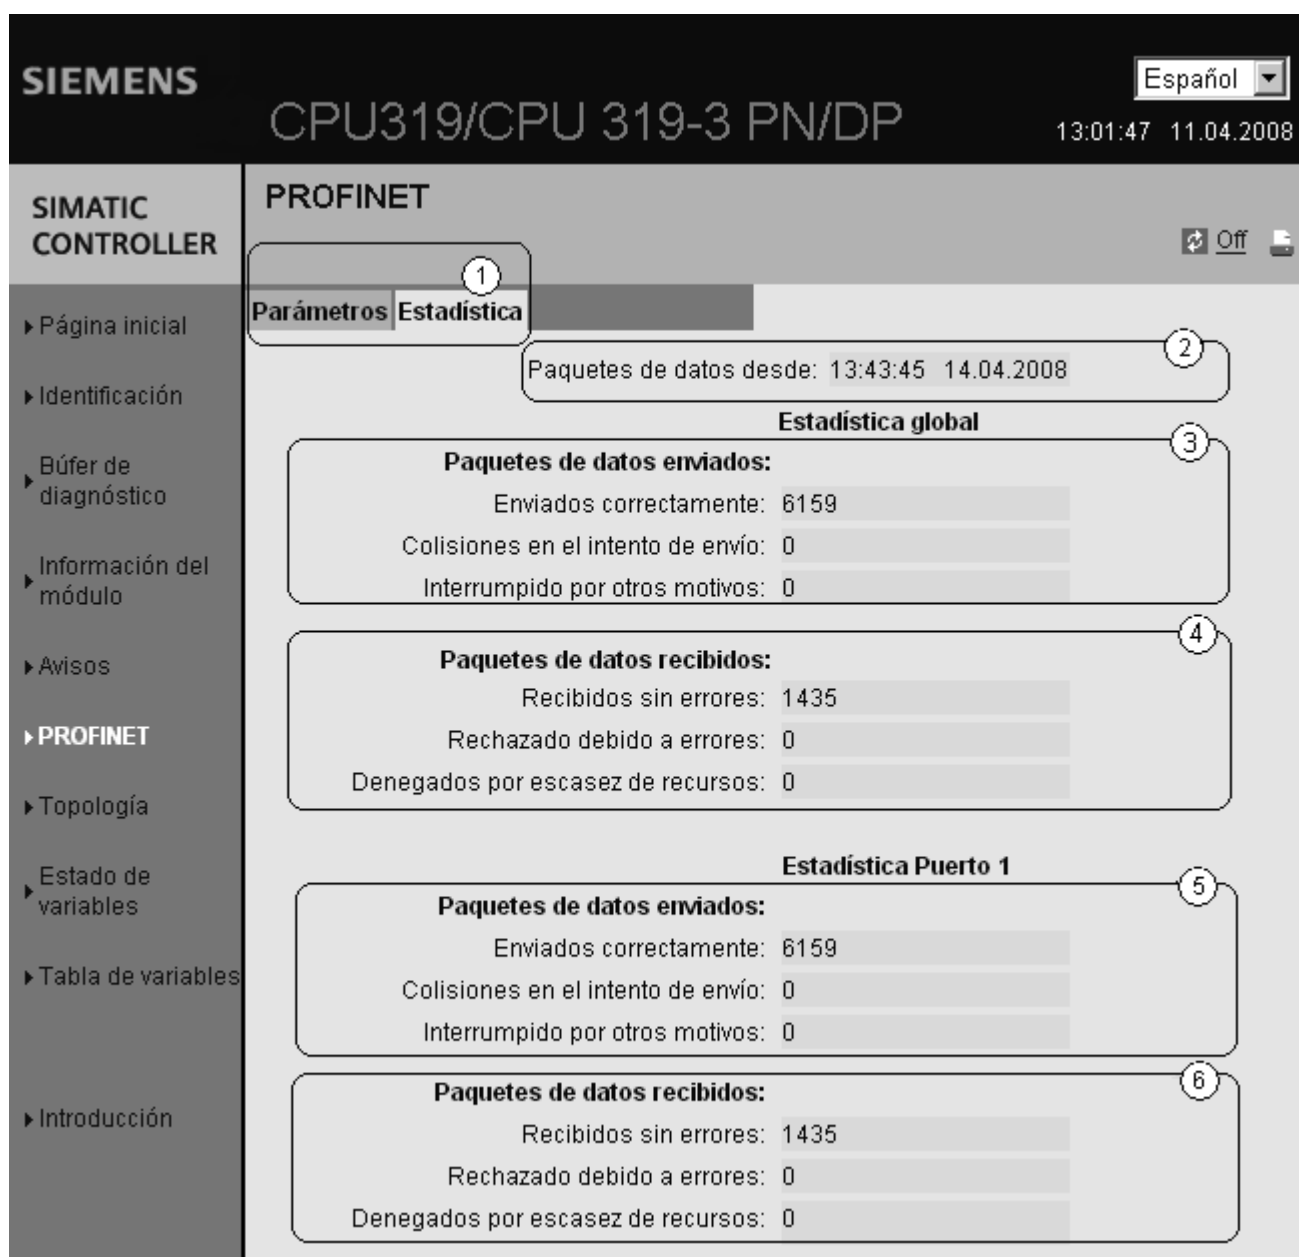 SIEMENS
Español
CPU319/CPU 319-3 PN/DP
13:01:47 11.04.2008
SIMATIC
CONTROLLER
PROFINET
Off
1
Parámetros Estadística
Página inicial
Identificación
Búfer de
diagnóstico
Información del
módulo
Avisos
PROFINET
Topología
Estado de
variables
Tabla de variables
Introducción
2
Paquetes de datos desde: 13:43:45 14.04.2008
Estadística global
3
Paquetes de datos enviados:
Enviados correctamente: 6159
Colisiones en el intento de envío: 0
Interrumpido por otros motivos: 0
4
Paquetes de datos recibidos:
Recibidos sin errores: 1435
Rechazado debido a errores: 0
Denegados por escasez de recursos: 0
Estadística Puerto 1
5
Paquetes de datos enviados:
Enviados correctamente: 6159
Colisiones en el intento de envío: 0
Interrumpido por otros motivos: 0
6
Paquetes de datos recibidos:
Recibidos sin errores: 1435
Rechazado debido a errores: 0
Denegados por escasez de recursos: 0